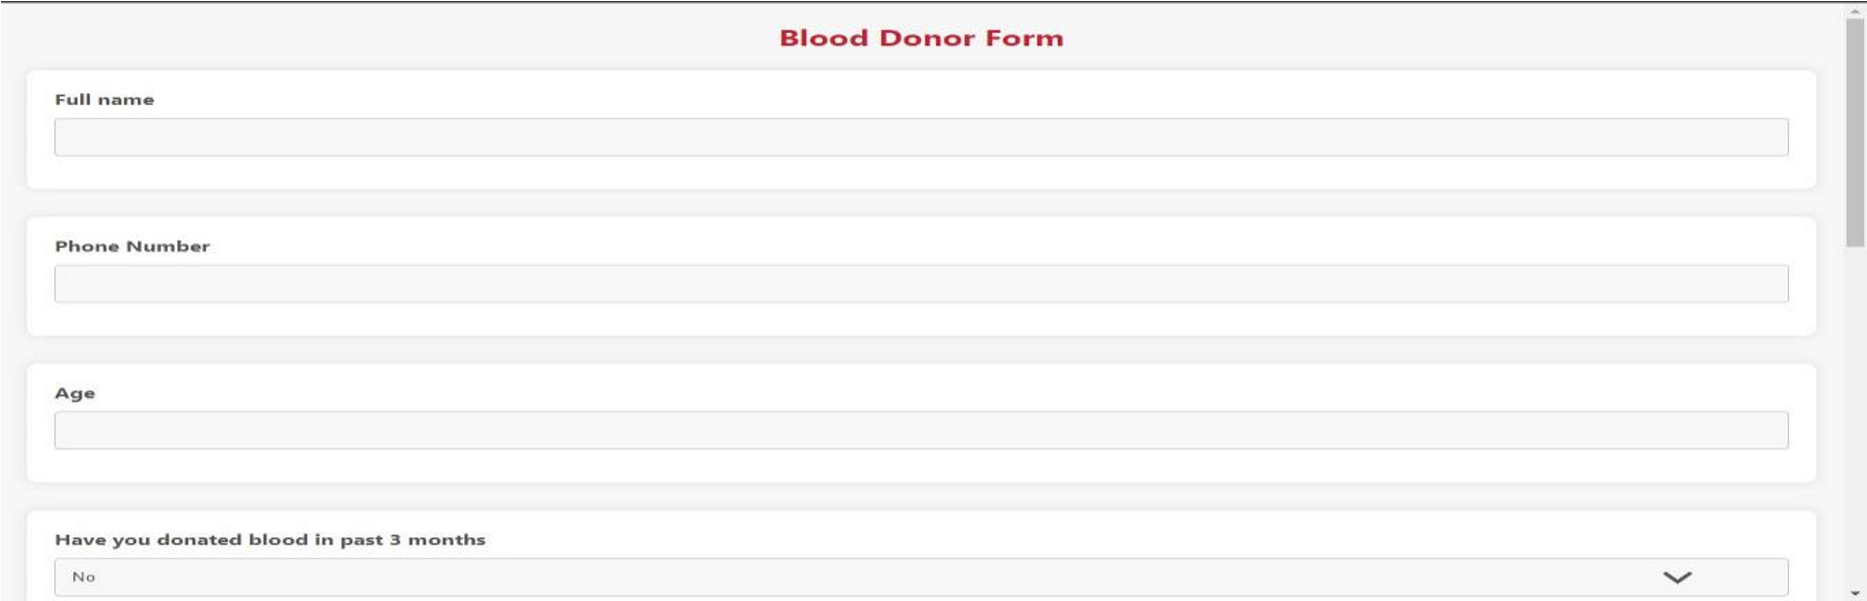 Blood Donor Form
Full name
Phone Number
Age
Have you donated blood in past 3 months
No